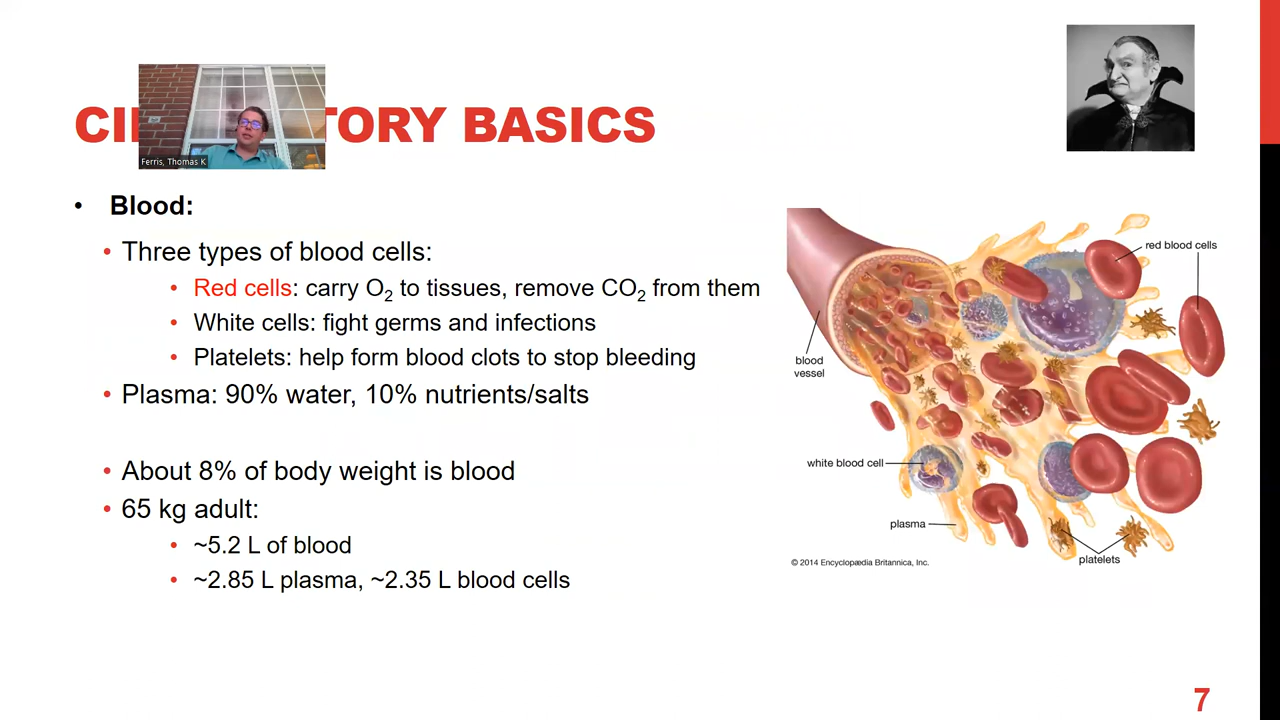 CI TORY BASICS
Ferris, Thomas K
• Blood:
• Three types of blood cells:
• Red cells: carry O₂ to tissues, remove CO₂ from them
• White cells: fight germs and infections
• Platelets: help form blood clots to stop bleeding
• Plasma: 90% water, 10% nutrients/salts
• About 8% of body weight is blood
• 65 kg adult:
• ~5.2 L of blood
• ~2.85 L plasma, ~2.35 L blood cells
red blood cells
blood
vessel
white blood cell
plasma
platelets
© 2014 Encyclopædia Britannica, Inc.
7